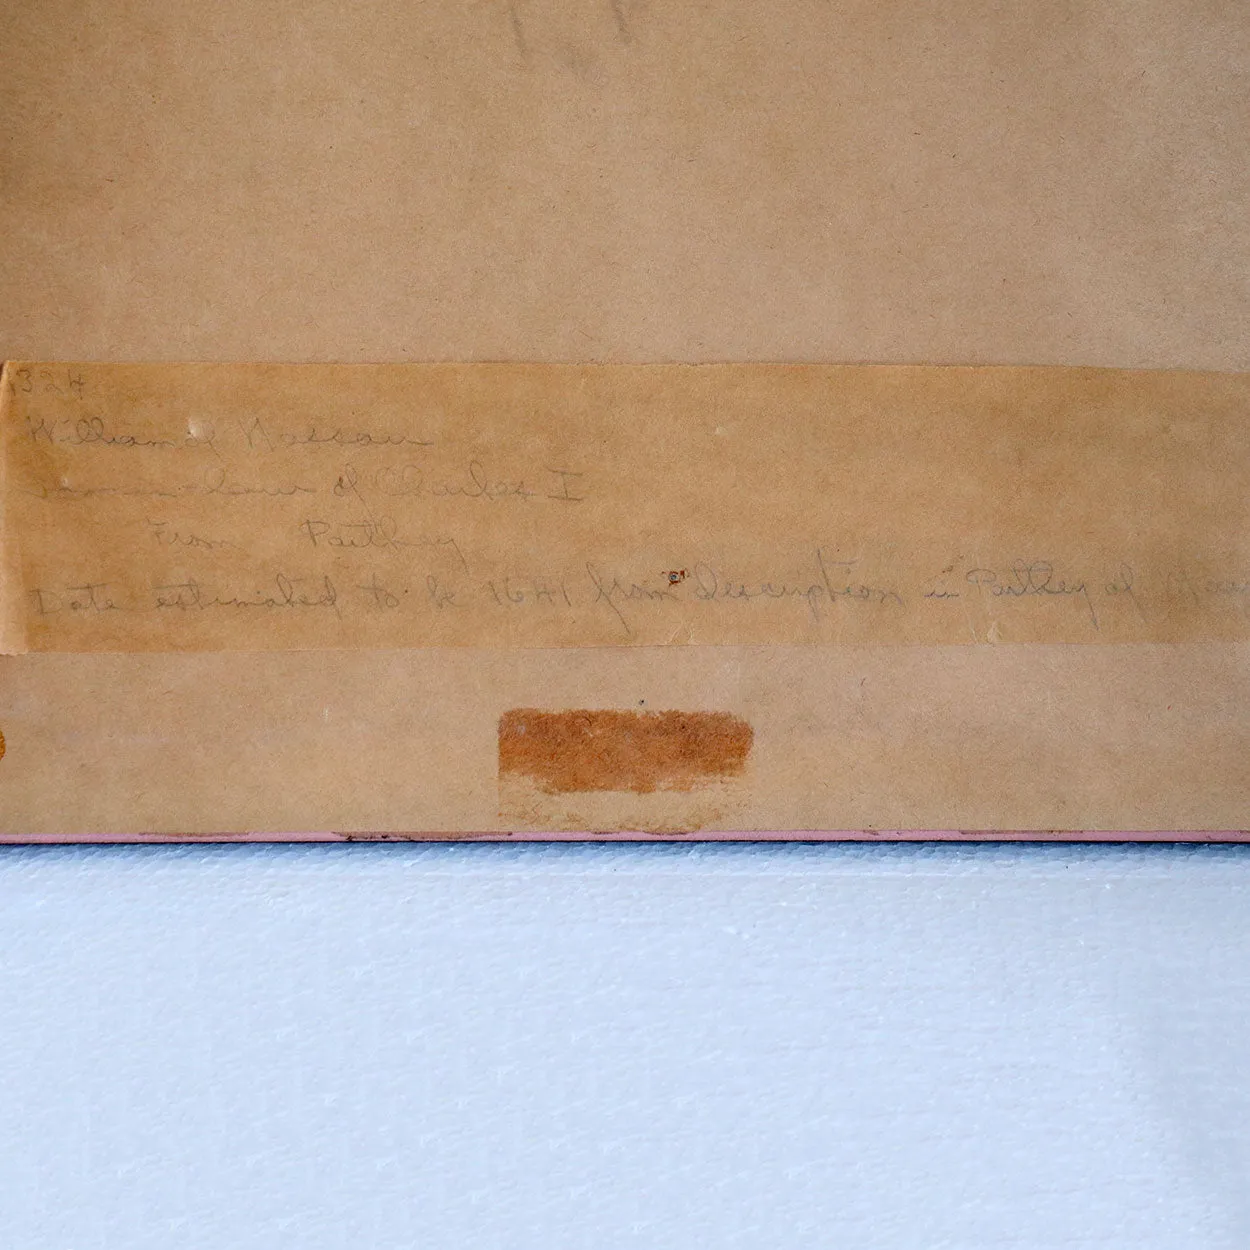 324
William of Nassau
son-in-law of Charles I
From Parthey
Date estimated to be 1641 from description in Parthey of